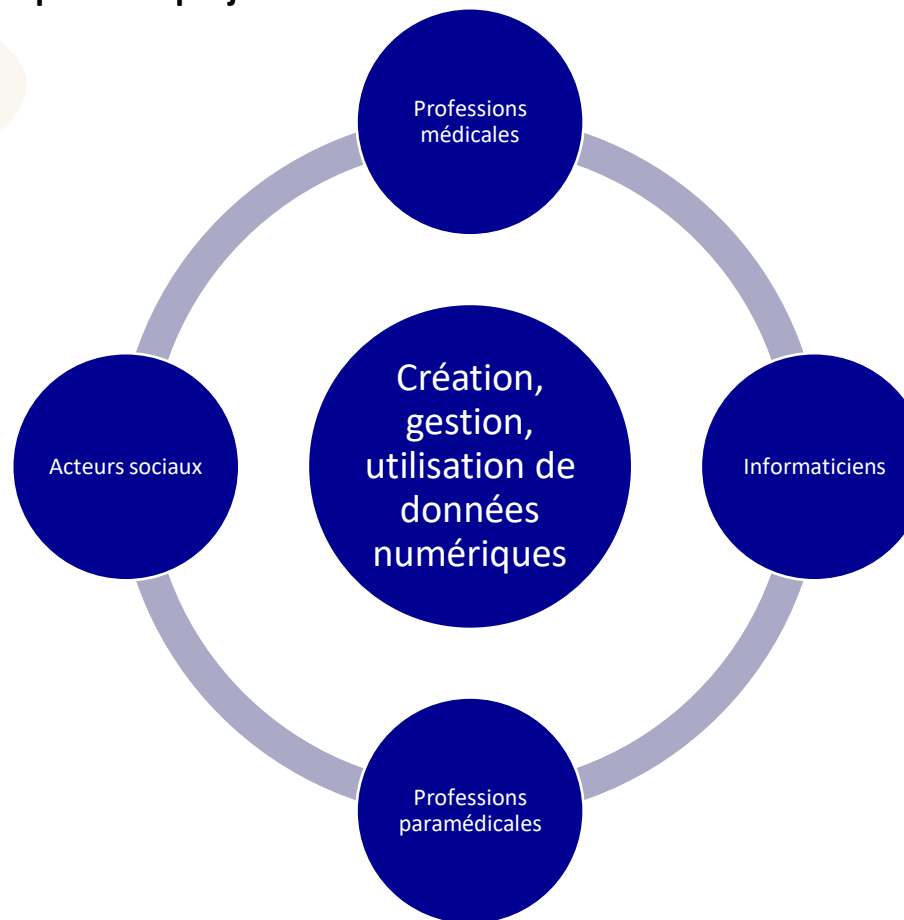 Professions
médicales
Création,
gestion,
utilisation de
données
numériques
Acteurs sociaux
Informaticiens
Professions
paramédicales